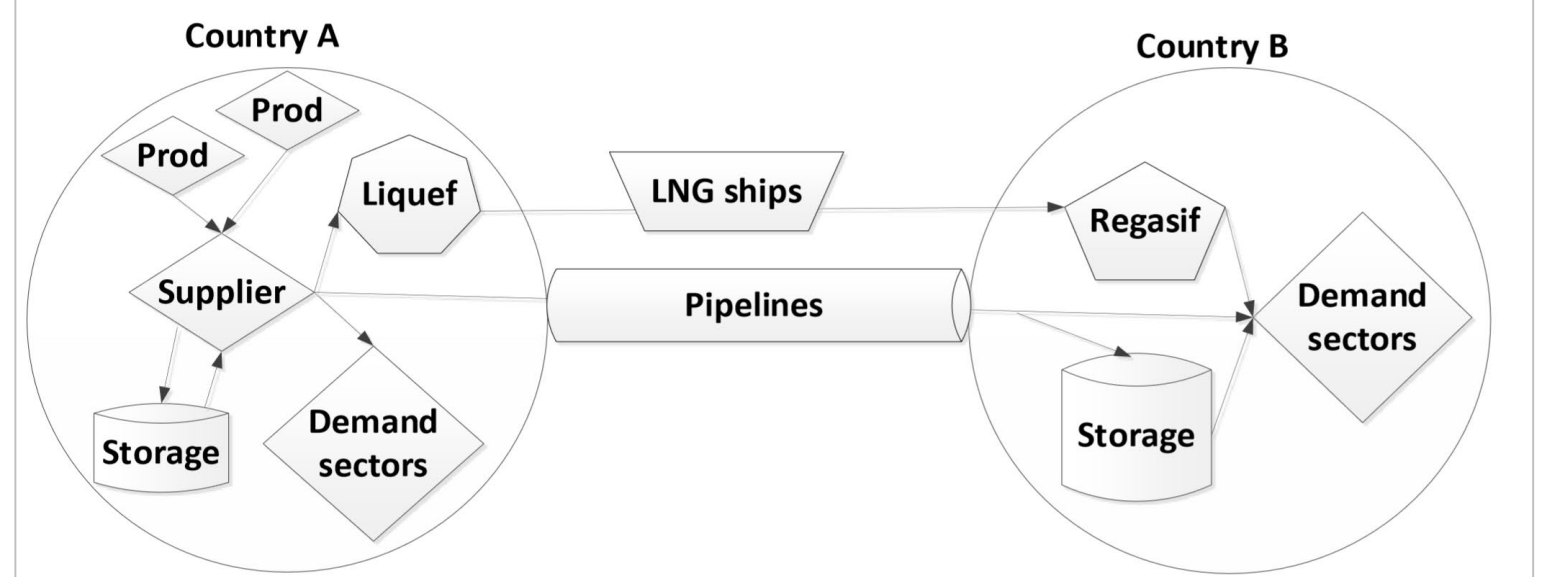 Country A
Country B
Prod
Prod
Liquef
LNG ships
Regasif
Supplier
Pipelines
Demand
sectors
Storage
Demand
sectors
Storage